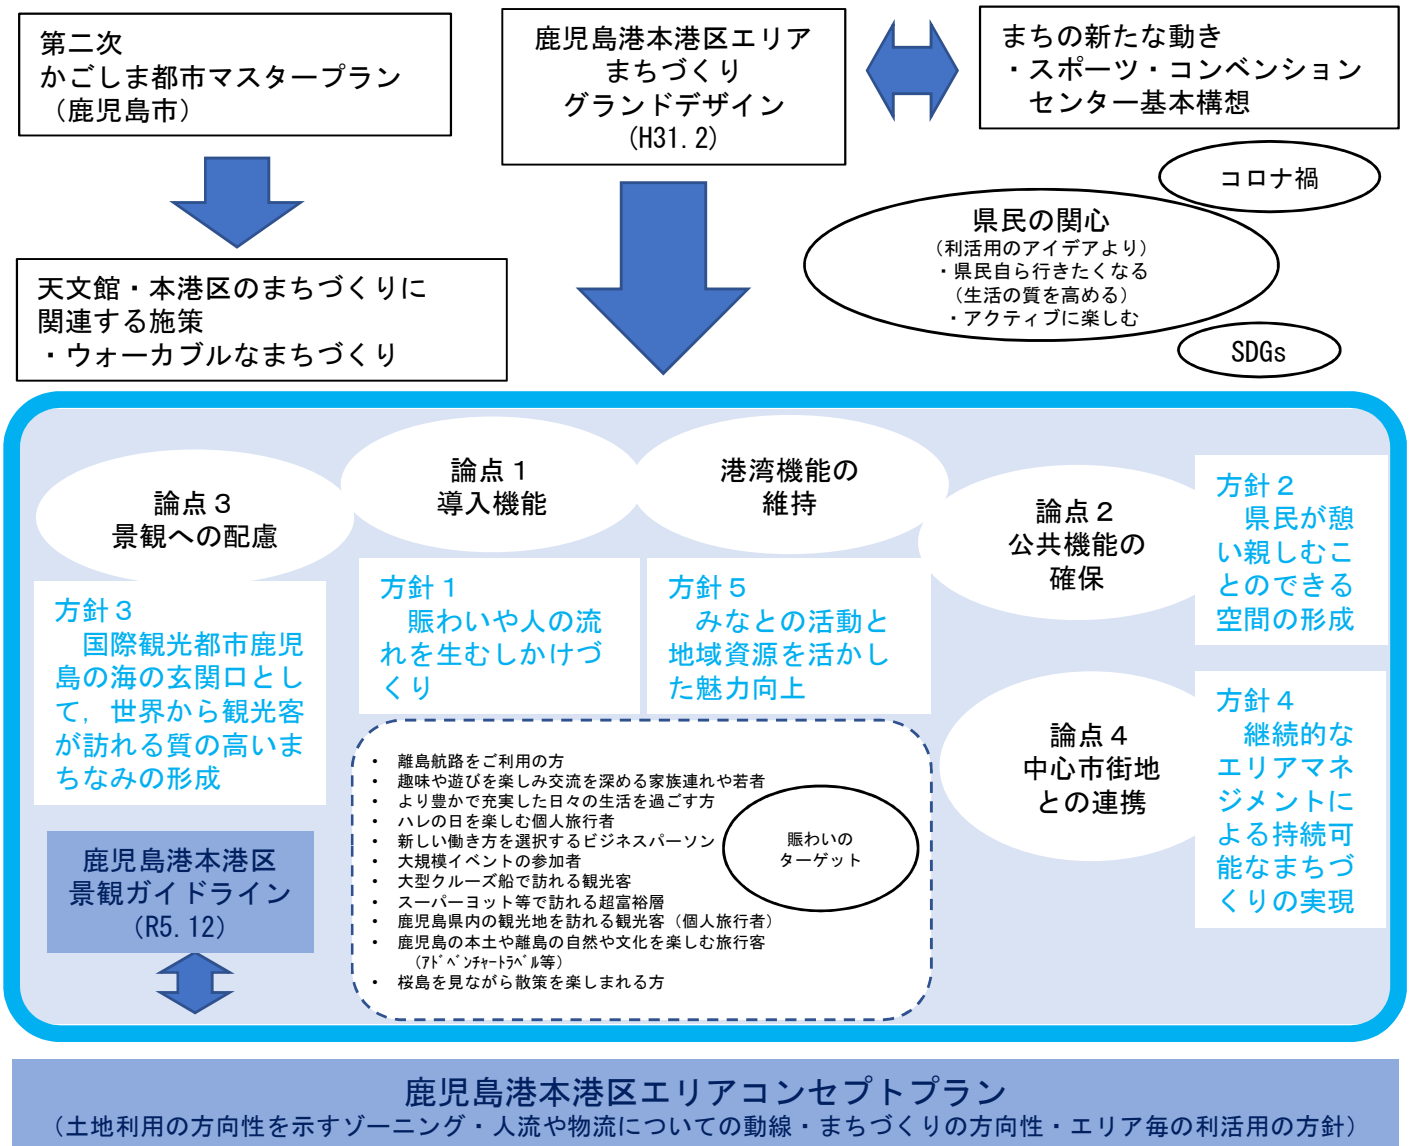 第二次
かごしま都市マスタープラン
（鹿児島市）
鹿児島港本港区エリア
まちづくり
グランドデザイン
(H31.2)
まちの新たな動き
・スポーツ・コンベンション
センター基本構想
コロナ禍
県民の関心
（利活用のアイデアより）
・県民自ら行きたくなる
（生活の質を高める）
・アクティブに楽しむ
SDGs
天文館・本港区のまちづくりに
関連する施策
・ウォーカブルなまちづくり
論点３
景観への配慮
論点１
導入機能
港湾機能の
維持
論点２
公共機能の
確保
方針２
県民が憩
い親しむこ
とのできる
空間の形成
方針３
国際観光都市鹿児
島の海の玄関口とし
て，世界から観光客
が訪れる質の高いま
ちなみの形成
方針１
賑わいや人の流
れを生むしかけづ
くり
方針５
みなとの活動と
地域資源を活かし
た魅力向上
論点４
中心市街地
との連携
方針４
継続的な
エリアマネ
ジメントに
よる持続可
能なまちづ
くりの実現
• 離島航路をご利用の方
• 趣味や遊びを楽しみ交流を深める家族連れや若者
• より豊かで充実した日々の生活を過ごす方
• ハレの日を楽しむ個人旅行者
• 新しい働き方を選択するビジネスパーソン
• 大規模イベントの参加者
• 大型クルーズ船で訪れる観光客
• スーパーヨット等で訪れる超富裕層
• 鹿児島県内の観光地を訪れる観光客（個人旅行者）
• 鹿児島の本土や離島の自然や文化を楽しむ旅行客
（ｱﾄﾞﾍﾞﾝﾁｬｰﾄﾗﾍﾞﾙ等）
• 桜島を見ながら散策を楽しまれる方
賑わいの
ターゲット
鹿児島港本港区
景観ガイドライン
(R5.12)
鹿児島港本港区エリアコンセプトプラン
（土地利用の方向性を示すゾーニング・人流や物流についての動線・まちづくりの方向性・エリア毎の利活用の方針）